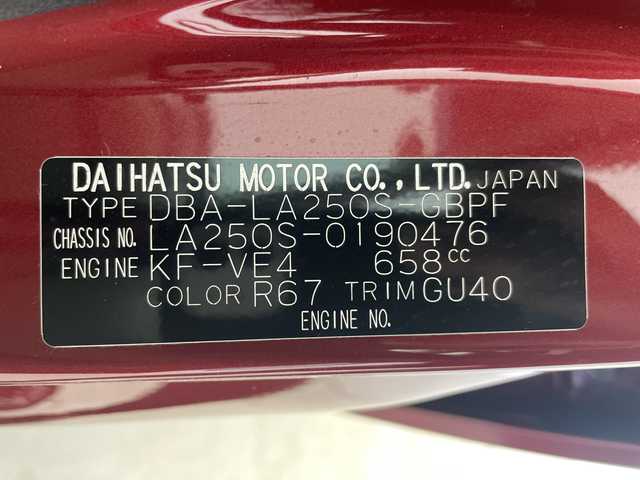 DAIHATSU MOTOR CO., LTD. JAPAN
TYPE DBA-LA250S-GBPF
CHASSIS NO. LA250S-0190476
ENGINE KF-VE4 658cc
COLOR R67 TRIM GU40
ENGINE NO.